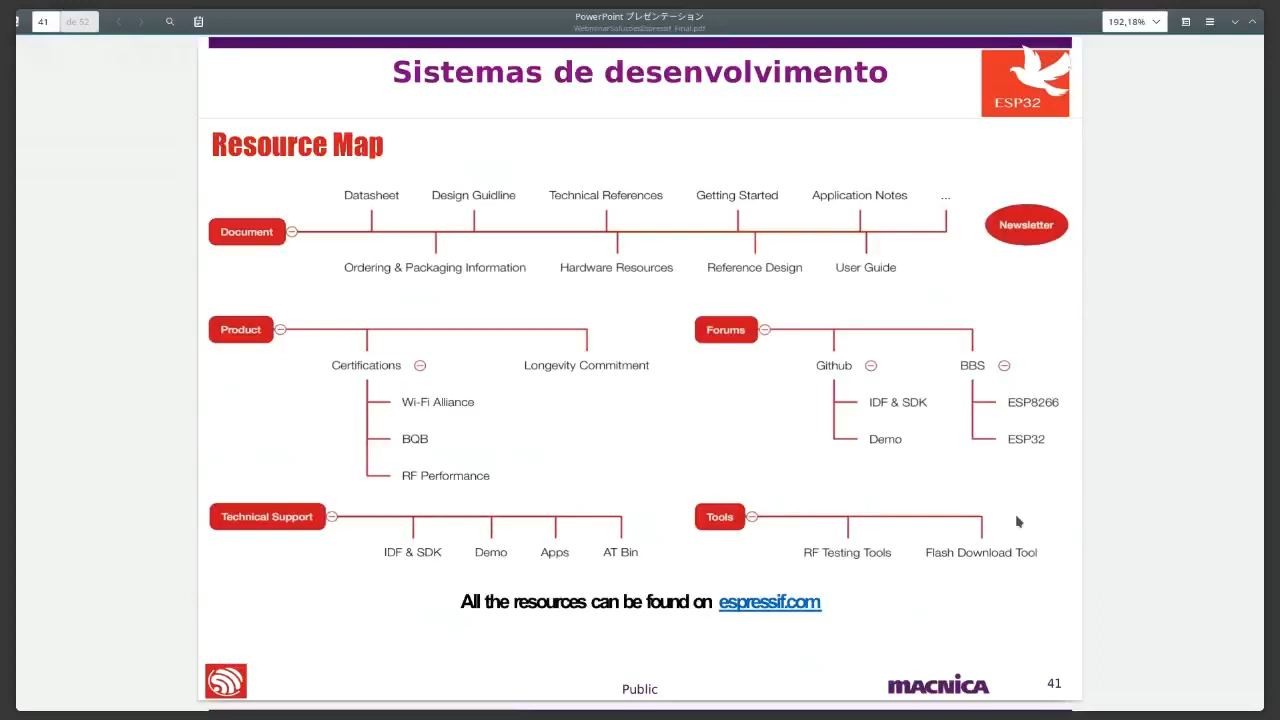 41
de 52
PowerPoint プレゼンテーション
WebminarSolucoesEspressif_Final.pdf
192,18%
Sistemas de desenvolvimento
ESP32
Resource Map
Datasheet
Design Guidline
Technical References
Getting Started
Application Notes
...
Document
Newsletter
Ordering & Packaging Information
Hardware Resources
Reference Design
User Guide
Product
Certifications
Longevity Commitment
Wi-Fi Alliance
BQB
RF Performance
Forums
Github
BBS
IDF & SDK
ESP8266
Demo
ESP32
Technical Support
IDF & SDK
Demo
Apps
AT Bin
Tools
RF Testing Tools
Flash Download Tool
All the resources can be found on espressif.com
Public
MACNICA
41